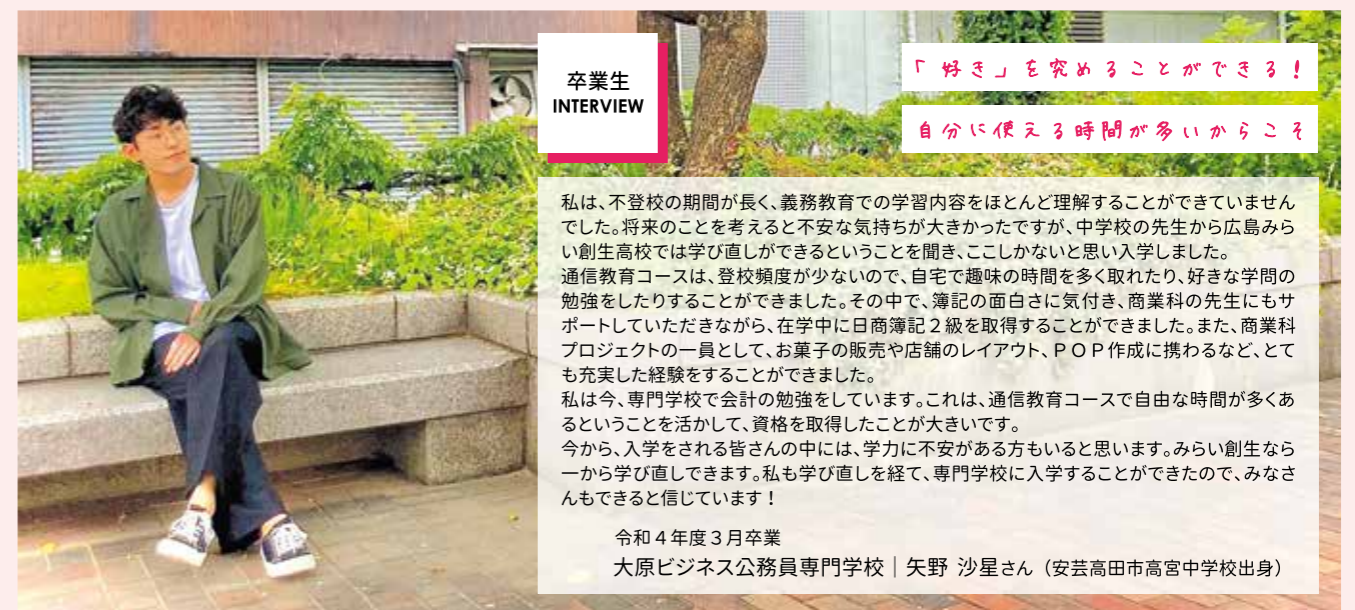 卒業生
INTERVIEW
「好き」を究めることができる！
自分に使える時間が多いからこそ
私は、不登校の期間が長く、義務教育での学習内容をほとんど理解することができていません
でした。将来のことを考えると不安な気持ちが大きかったですが、中学校の先生から広島みら
い創生高校では学び直しができるということを聞き、ここしかないと思い入学しました。
通信教育コースは、登校頻度が少ないので、自宅で趣味の時間を多く取れたり、好きな学問の
勉強をしたりすることができました。その中で、簿記の面白さに気付き、商業科の先生にもサ
ポートしていただきながら、在学中に日商簿記２級を取得することができました。また、商業科
プロジェクトの一員として、お菓子の販売や店舗のレイアウト、ＰＯＰ作成に携わるなど、とて
も充実した経験をすることができました。
私は今、専門学校で会計の勉強をしています。これは、通信教育コースで自由な時間が多くあ
るということを活かして、資格を取得したことが大きいです。
今から、入学をされる皆さんの中には、学力に不安がある方もいると思います。みらい創生なら
一から学び直しできます。私も学び直しを経て、専門学校に入学することができたので、みなさ
んもできると信じています！
令和４年度３月卒業
大原ビジネス公務員専門学校｜矢野 沙星さん（安芸高田市高宮中学校出身）